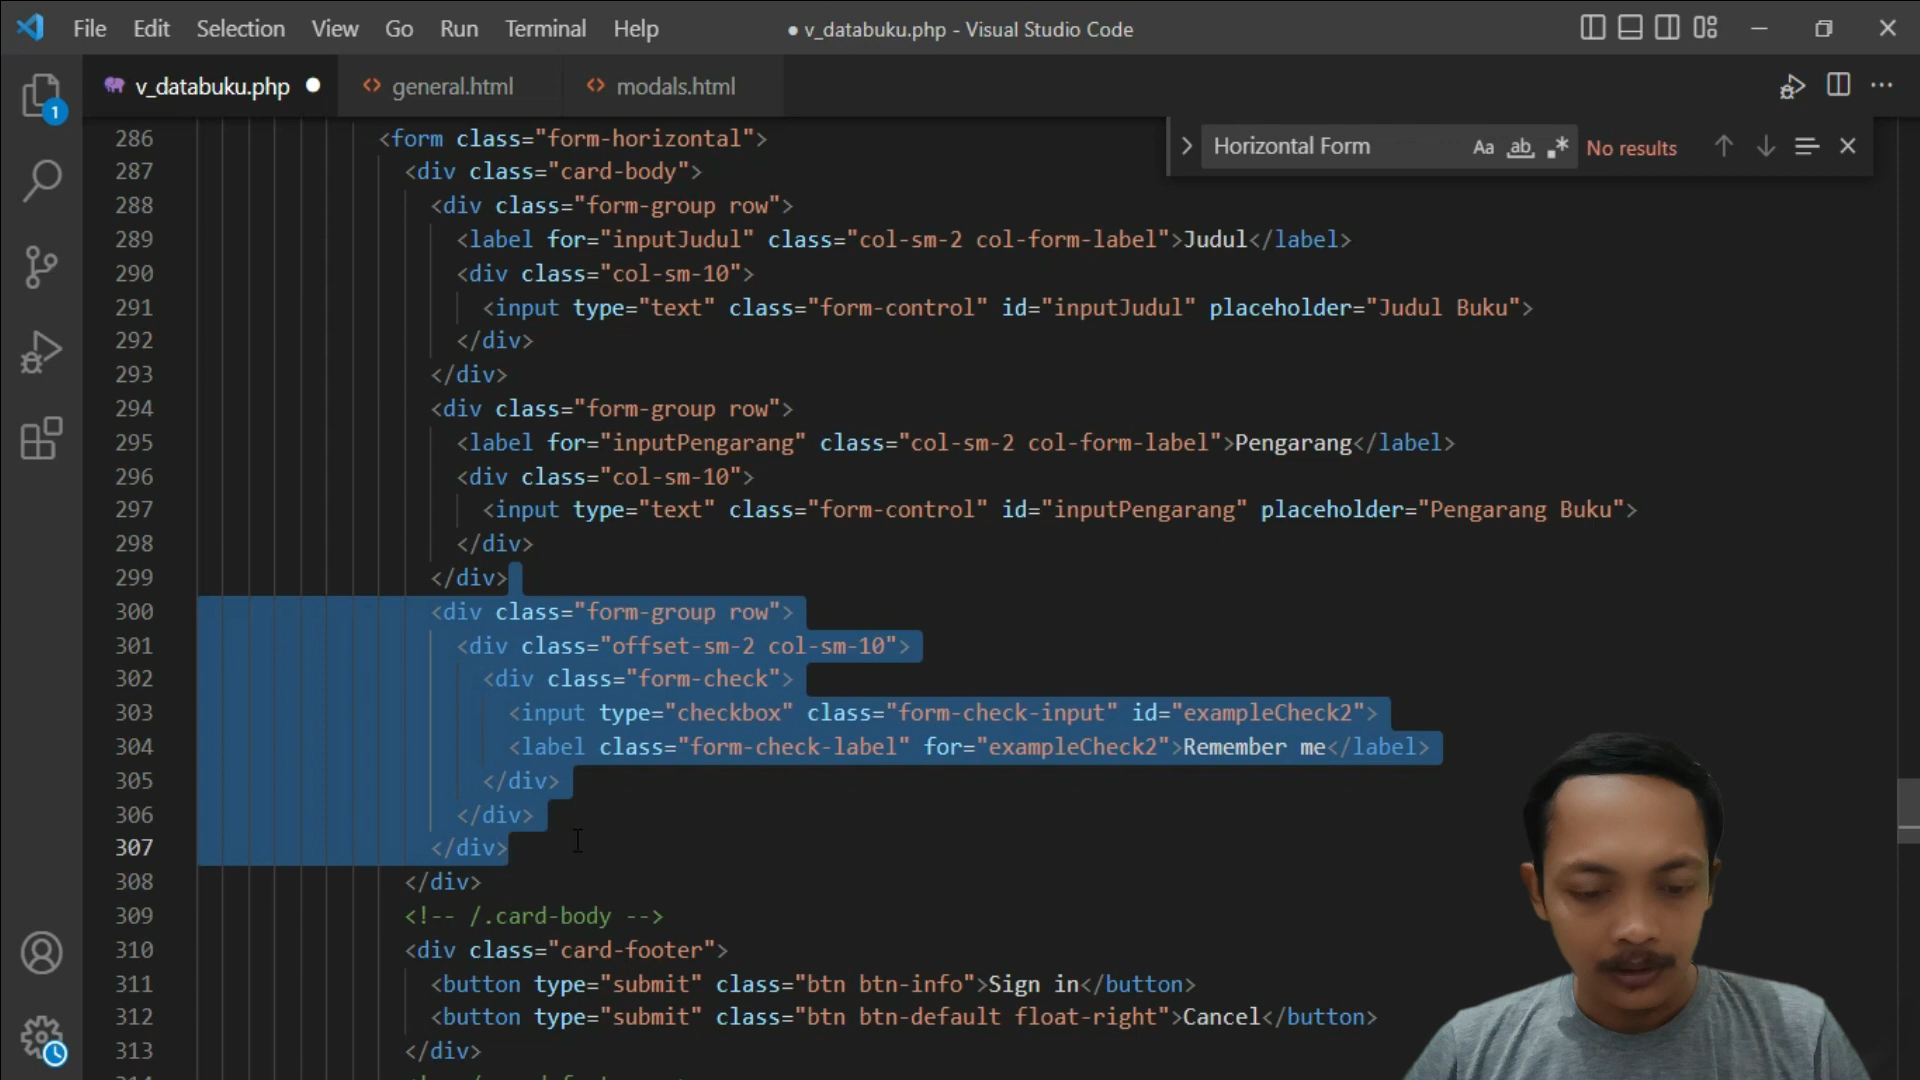 File Edit Selection View Go Run Terminal Help
● v_databuku.php - Visual Studio Code
v_databuku.php ●
<> general.html
<> modals.html
Horizontal Form
Aa ab .*
No results
1
286 <form class="form-horizontal">
287 <div class="card-body">
288 <div class="form-group row">
289 <label for="inputJudul" class="col-sm-2 col-form-label">Judul</label>
290 <div class="col-sm-10">
291 <input type="text" class="form-control" id="inputJudul" placeholder="Judul Buku">
292 </div>
293 </div>
294 <div class="form-group row">
295 <label for="inputPengarang" class="col-sm-2 col-form-label">Pengarang</label>
296 <div class="col-sm-10">
297 <input type="text" class="form-control" id="inputPengarang" placeholder="Pengarang Buku">
298 </div>
299 </div>
300 <div class="form-group row">
301 <div class="offset-sm-2 col-sm-10">
302 <div class="form-check">
303 <input type="checkbox" class="form-check-input" id="exampleCheck2">
304 <label class="form-check-label" for="exampleCheck2">Remember me</label>
305 </div>
306 </div>
307 </div>
308 </div>
309 <!-- /.card-body -->
310 <div class="card-footer">
311 <button type="submit" class="btn btn-info">Sign in</button>
312 <button type="submit" class="btn btn-default float-right">Cancel</button>
313 </div>